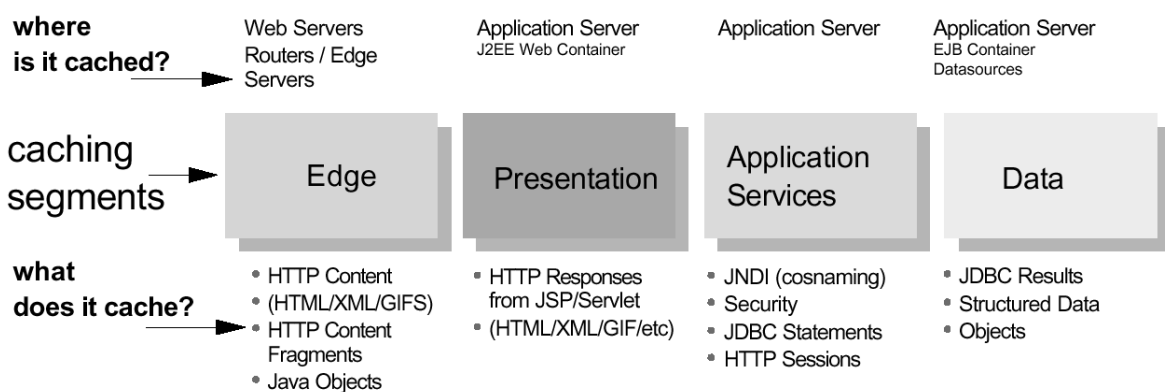 where
is it cached?
Web Servers
Routers / Edge
Servers
Application Server
J2EE Web Container
Application Server
Application Server
EJB Container
Datasources
caching
segments
Edge
Presentation
Application
Services
Data
what
does it cache?
• HTTP Content
• (HTML/XML/GIFS)
• HTTP Content
Fragments
• Java Objects
• HTTP Responses
from JSP/Servlet
• (HTML/XML/GIF/etc)
• JNDI (cosnaming)
• Security
• JDBC Statements
• HTTP Sessions
• JDBC Results
• Structured Data
• Objects